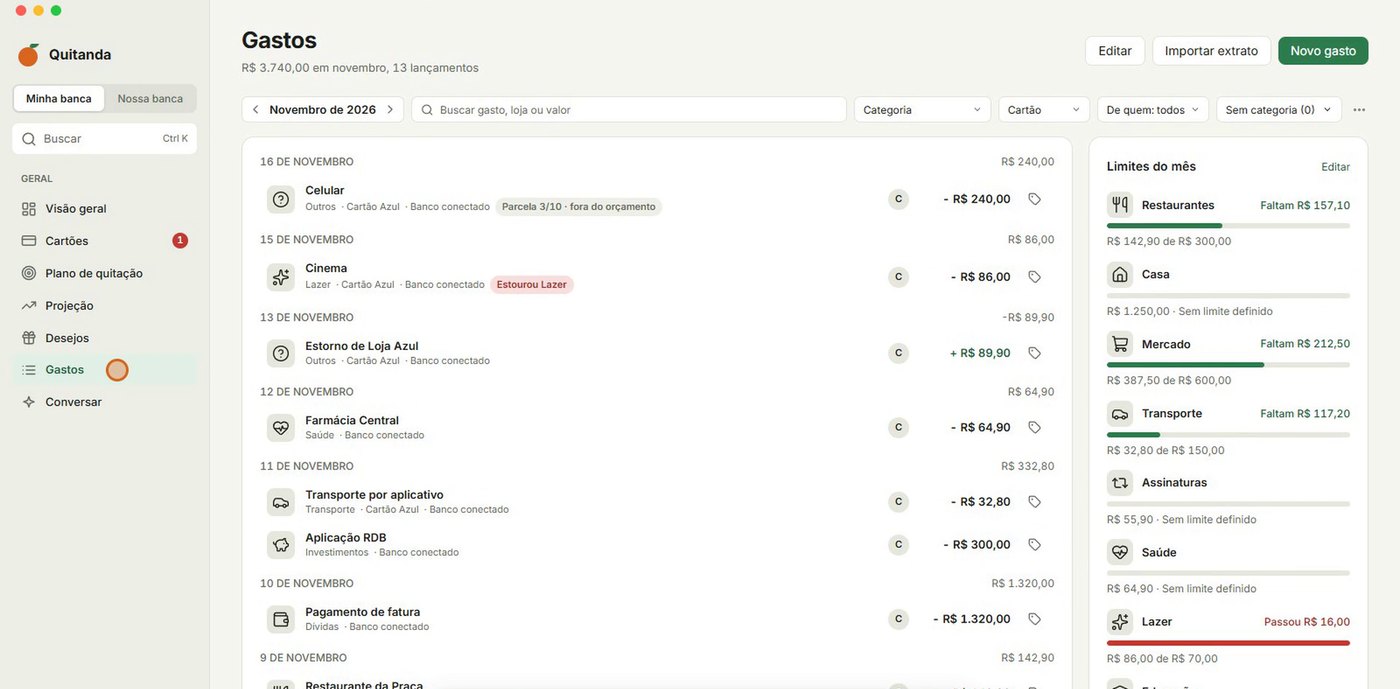 Quitanda
Minha banca
Nossa banca
Buscar
Ctrl K
GERAL
Visão geral
Cartões
1
Plano de quitação
Projeção
Desejos
Gastos
Conversar
Gastos
R$ 3.740,00 em novembro, 13 lançamentos
Editar
Importar extrato
Novo gasto
Novembro de 2026
Buscar gasto, loja ou valor
Categoria
Cartão
De quem: todos
Sem categoria (0)
16 DE NOVEMBRO
R$ 240,00
Celular
Outros · Cartão Azul · Banco conectado
Parcela 3/10 · fora do orçamento
C
- R$ 240,00
15 DE NOVEMBRO
R$ 86,00
Cinema
Lazer · Cartão Azul · Banco conectado
Estourou Lazer
C
- R$ 86,00
13 DE NOVEMBRO
-R$ 89,90
Estorno de Loja Azul
Outros · Cartão Azul · Banco conectado
C
+ R$ 89,90
12 DE NOVEMBRO
R$ 64,90
Farmácia Central
Saúde · Banco conectado
C
- R$ 64,90
11 DE NOVEMBRO
R$ 332,80
Transporte por aplicativo
Transporte · Cartão Azul · Banco conectado
C
- R$ 32,80
Aplicação RDB
Investimentos · Banco conectado
C
- R$ 300,00
10 DE NOVEMBRO
R$ 1.320,00
Pagamento de fatura
Dívidas · Banco conectado
C
- R$ 1.320,00
9 DE NOVEMBRO
R$ 142,90
Restaurante da Praça
Limites do mês
Editar
Restaurantes
Faltam R$ 157,10
R$ 142,90 de R$ 300,00
Casa
R$ 1.250,00 · Sem limite definido
Mercado
Faltam R$ 212,50
R$ 387,50 de R$ 600,00
Transporte
Faltam R$ 117,20
R$ 32,80 de R$ 150,00
Assinaturas
R$ 55,90 · Sem limite definido
Saúde
R$ 64,90 · Sem limite definido
Lazer
Passou R$ 16,00
R$ 86,00 de R$ 70,00